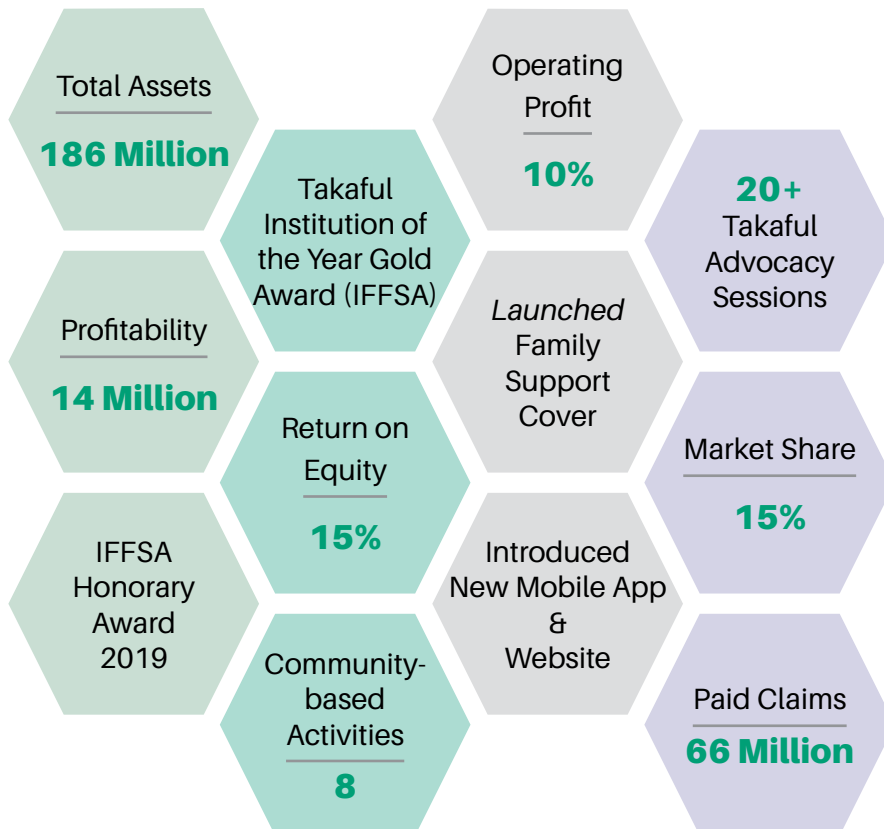 Total Assets
186 Million
Profitability
14 Million
IFFSA
Honorary
Award
2019
Takaful
Institution of
the Year Gold
Award (IFFSA)
Return on
Equity
15%
Community-
based
Activities
8
Operating
Profit
10%
Launched
Family
Support
Cover
Introduced
New Mobile App
&
Website
20+
Takaful
Advocacy
Sessions
Market Share
15%
Paid Claims
66 Million